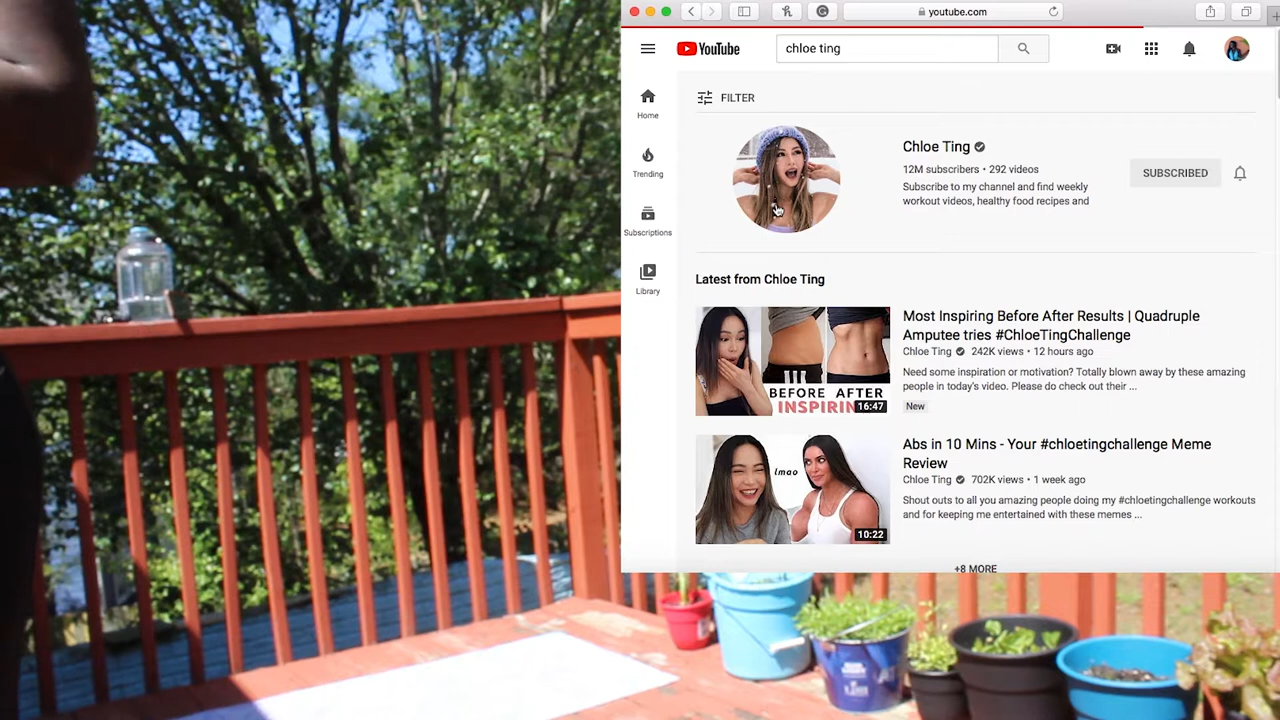 youtube.com
YouTube
chloe ting
FILTER
Home
Trending
Subscriptions
Library
Chloe Ting
12M subscribers • 292 videos
Subscribe to my channel and find weekly
workout videos, healthy food recipes and
SUBSCRIBED
Latest from Chloe Ting
BEFORE AFTER
INSPIRIN
16:47
Most Inspiring Before After Results | Quadruple
Amputee tries #ChloeTingChallenge
Chloe Ting 242K views • 12 hours ago
Need some inspiration or motivation? Totally blown away by these amazing
people in today's video. Please do check out their ...
New
lmao
10:22
Abs in 10 Mins - Your #chloetingchallenge Meme
Review
Chloe Ting 702K views • 1 week ago
Shout outs to all you amazing people doing my #chloetingchallenge workouts
and for keeping me entertained with these memes ...
+8 MORE